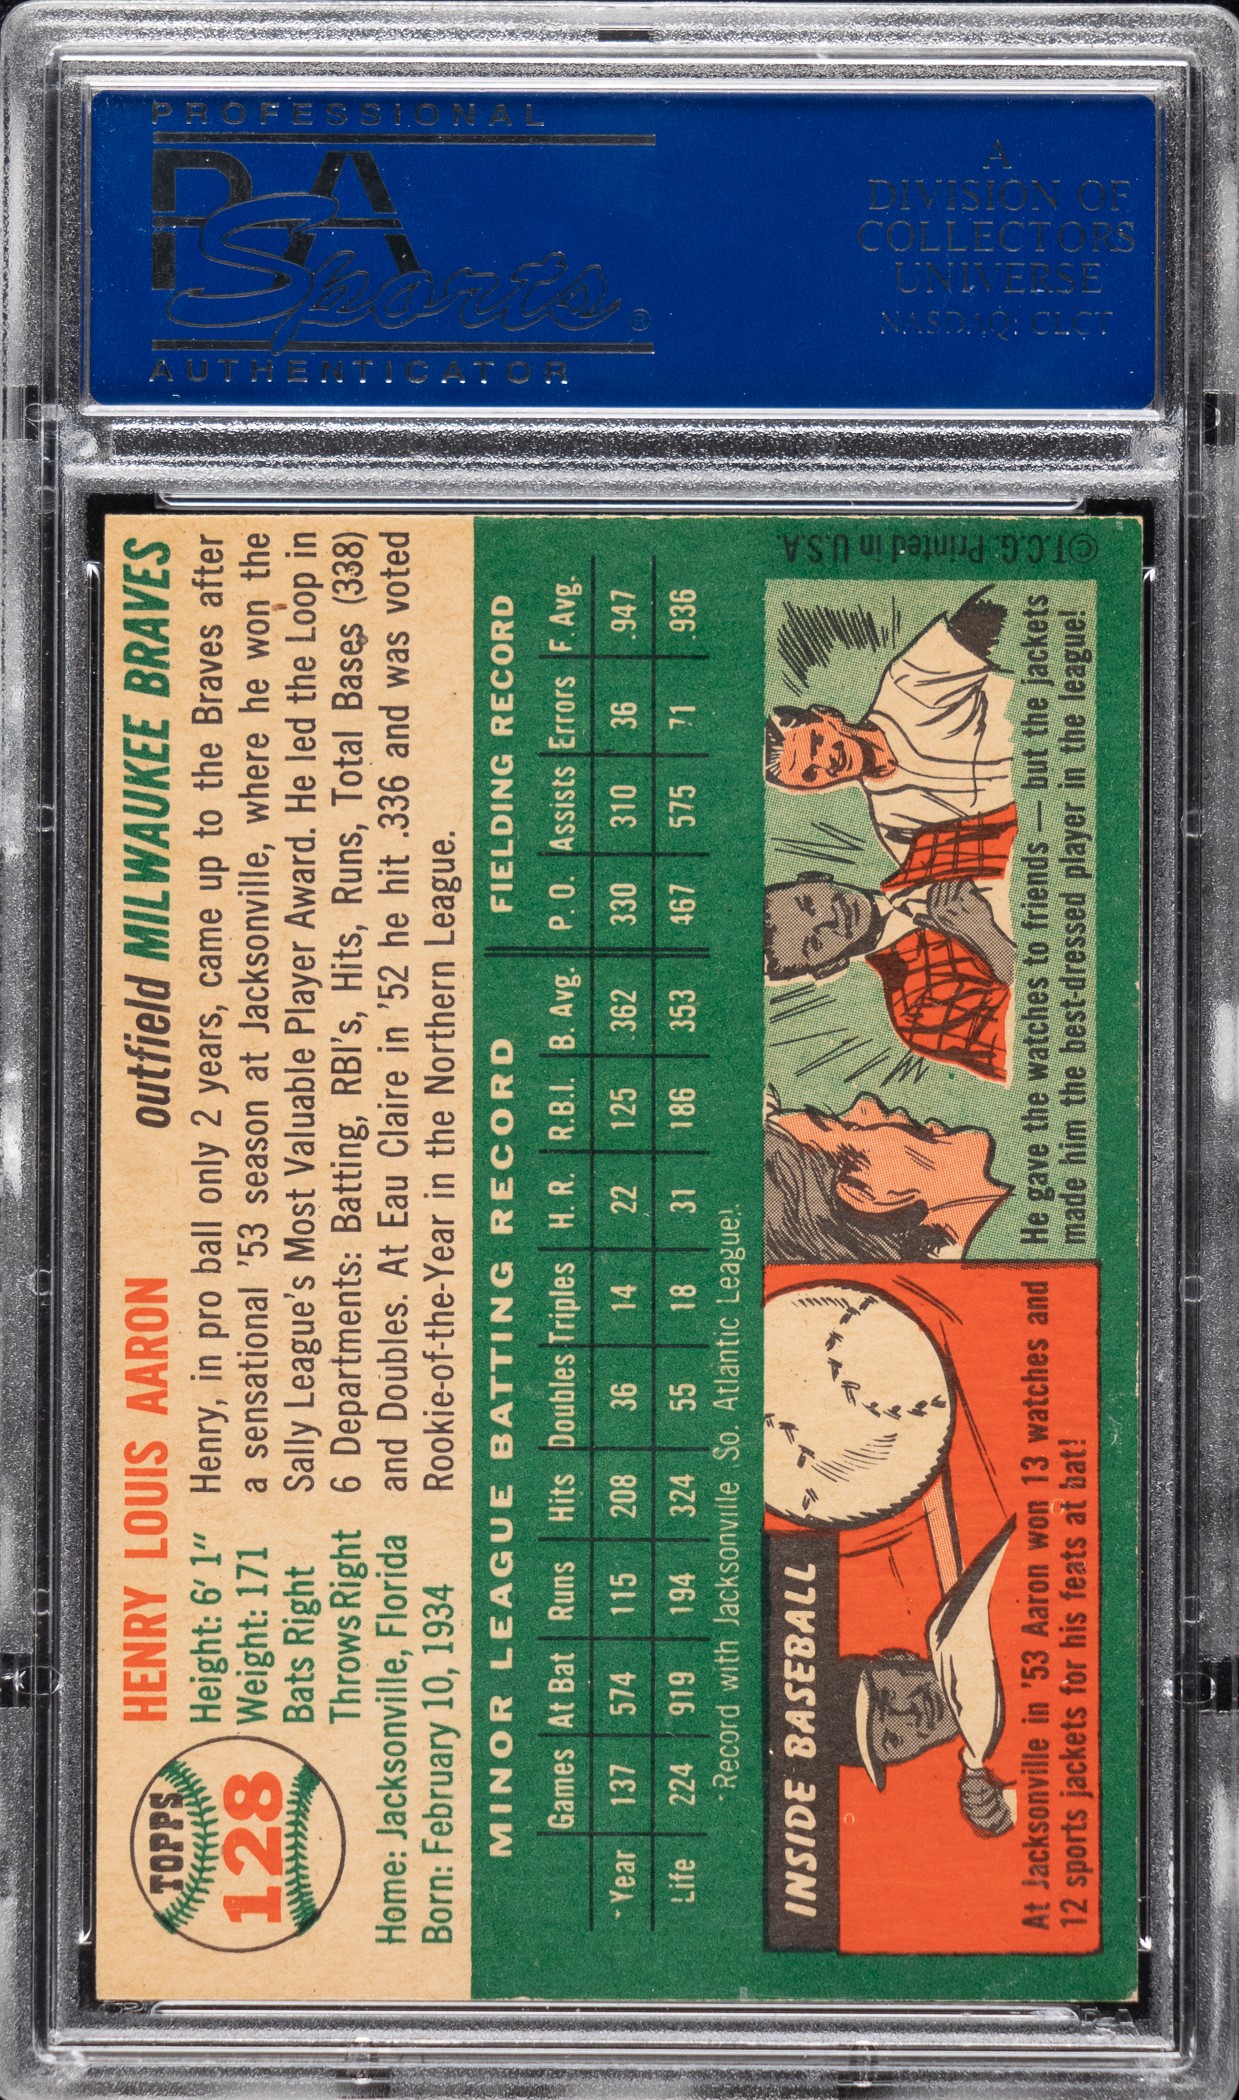 PROFESSIONAL
PSA
Sports®
AUTHENTICATOR
A
DIVISION OF
COLLECTORS
UNIVERSE
NASDAQ: CLCT
TOPPS
128
HENRY LOUIS AARON
outfield MILWAUKEE BRAVES
Height: 6' 1"
Weight: 171
Bats Right
Throws Right
Home: Jacksonville, Florida
Born: February 10, 1934
Henry, in pro ball only 2 years, came up to the Braves after
a sensational '53 season at Jacksonville, where he won the
Sally League's Most Valuable Player Award. He led the Loop in
6 Departments: Batting, RBI's, Hits, Runs, Total Bases (338)
and Doubles. At Eau Claire in '52 he hit .336 and was voted
Rookie-of-the-Year in the Northern League.
MINOR LEAGUE BATTING RECORD FIELDING RECORD
Games At Bat Runs Hits Doubles Triples H. R. R.B.I. B. Avg. P. O. Assists Errors F. Avg.
*Year 137 574 115 208 36 14 22 125 .362 330 310 36 .947
Life 224 919 194 324 55 18 31 186 .353 467 575 71 .936
*Record with Jacksonville (So. Atlantic League).
INSIDE BASEBALL
At Jacksonville in '53 Aaron won 13 watches and
12 sports jackets for his feats at bat!
He gave the watches to friends — but the jackets
made him the best-dressed player in the league!
©T.C.G. Printed in U.S.A.
PSA